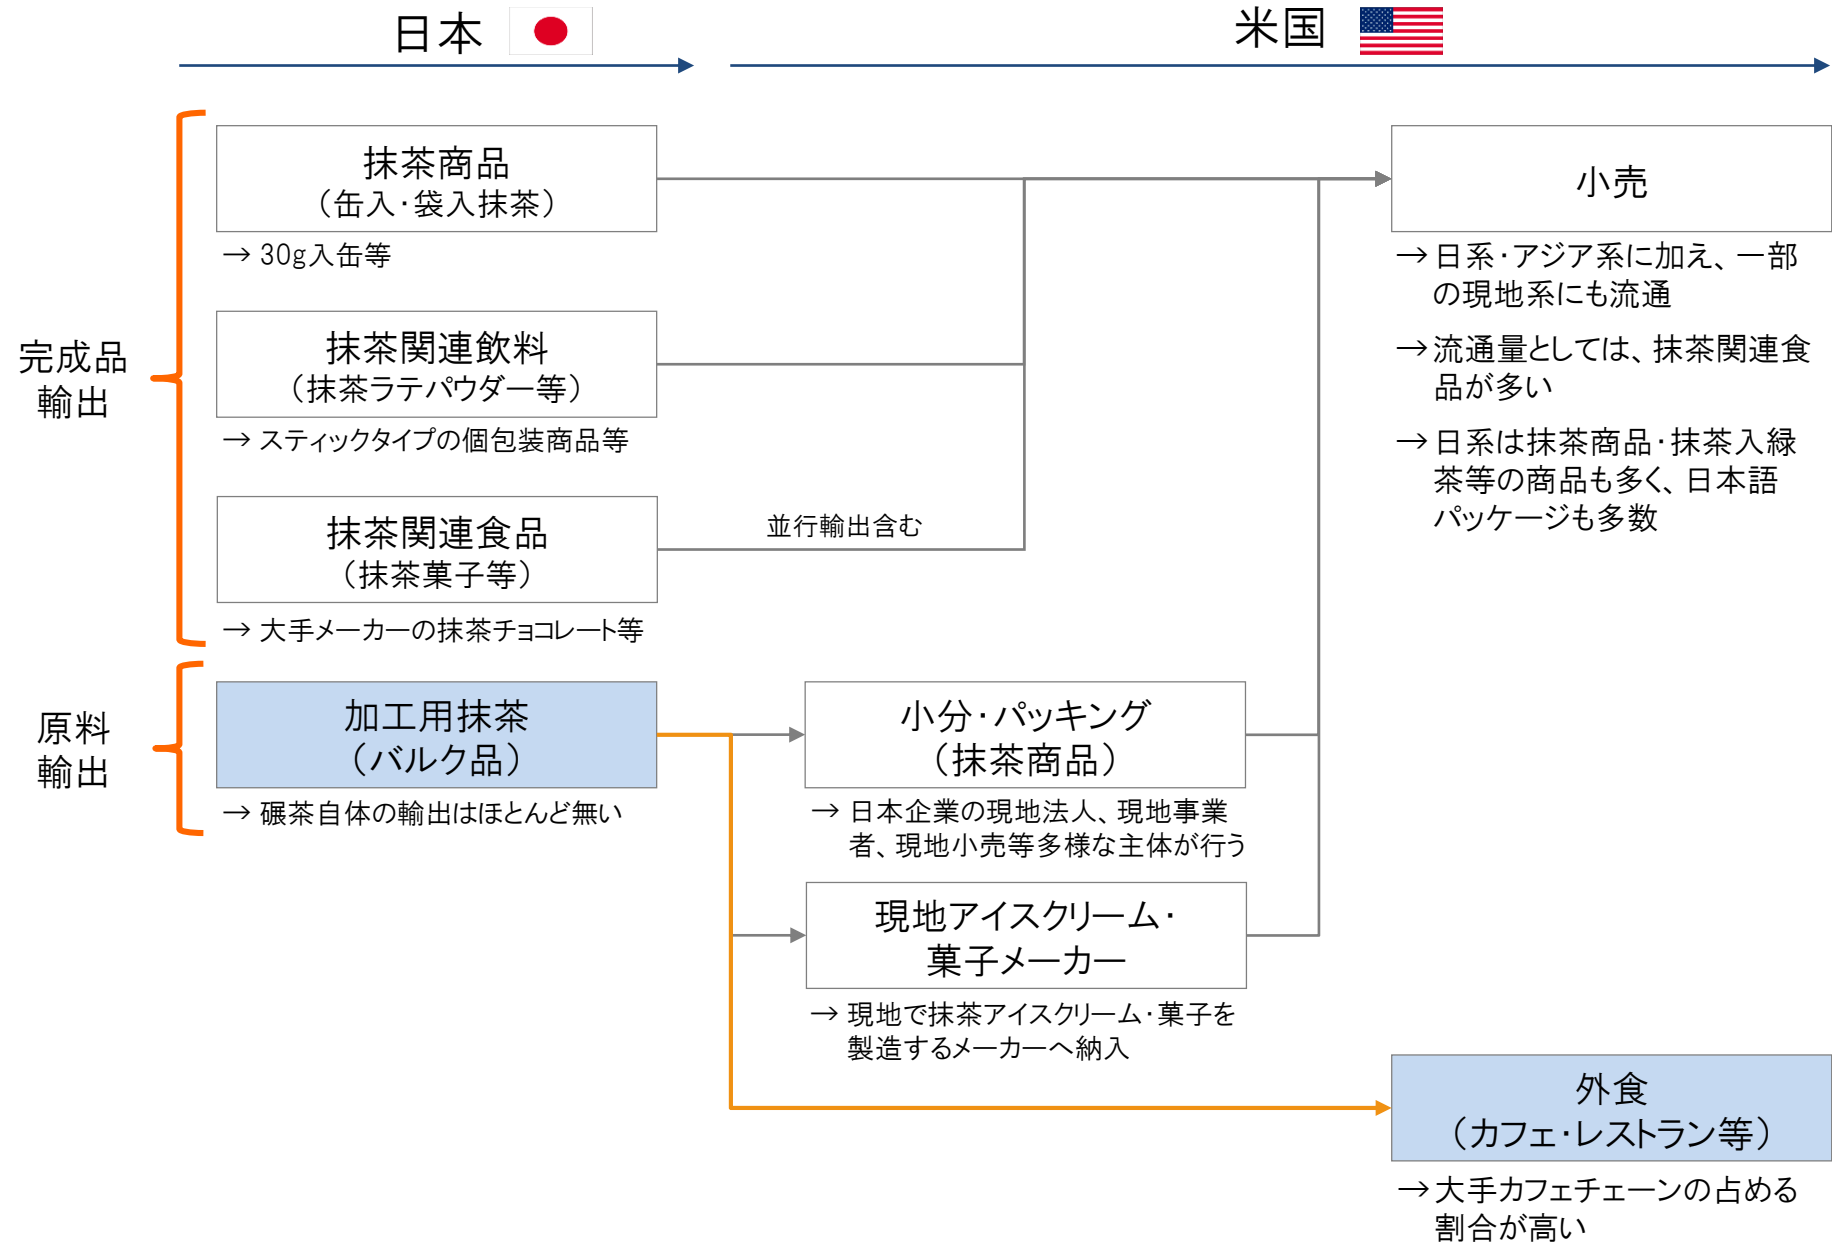 日本
米国
完成品
輸出
抹茶商品
（缶入・袋入抹茶）
→ 30g入缶等
抹茶関連飲料
（抹茶ラテパウダー等）
→ スティックタイプの個包装商品等
抹茶関連食品
（抹茶菓子等）
→ 大手メーカーの抹茶チョコレート等
並行輸出含む
小売
→ 日系・アジア系に加え、一部
の現地系にも流通
→ 流通量としては、抹茶関連食
品が多い
→ 日系は抹茶商品・抹茶入緑
茶等の商品も多く、日本語
パッケージも多数
原料
輸出
加工用抹茶
（バルク品）
→ 碾茶自体の輸出はほとんど無い
小分・パッキング
（抹茶商品）
→ 日本企業の現地法人、現地事業
者、現地小売等多様な主体が行う
現地アイスクリーム・
菓子メーカー
→ 現地で抹茶アイスクリーム・菓子を
製造するメーカーへ納入
外食
（カフェ・レストラン等）
→ 大手カフェチェーンの占める
割合が高い